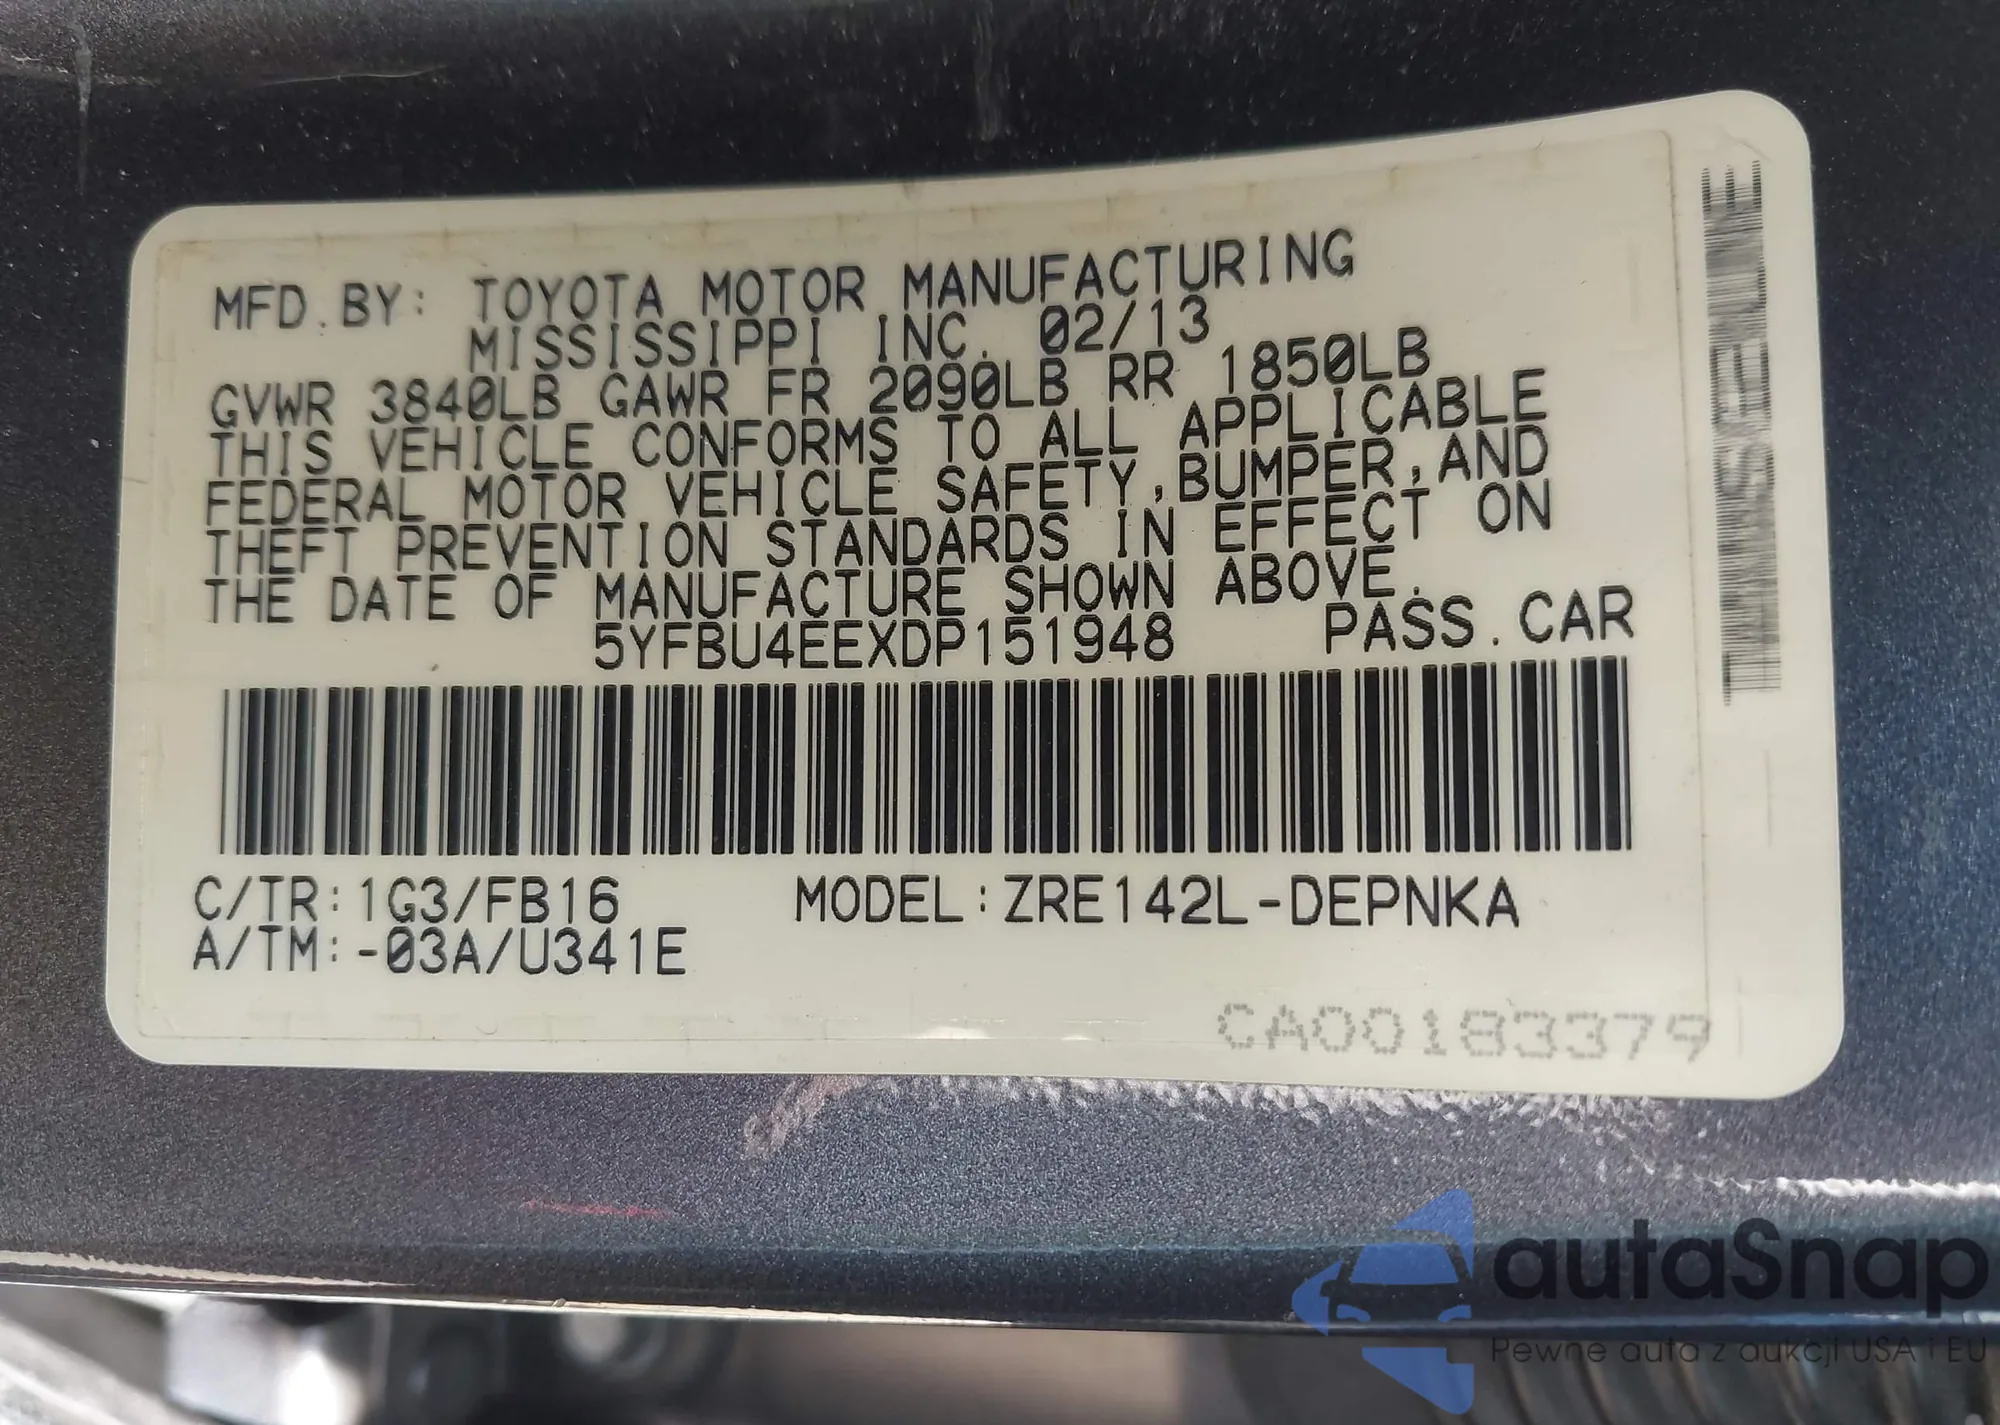 MFD.BY: TOYOTA MOTOR MANUFACTURING
MISSISSIPPI INC. 02/13
GVWR 3840LB GAWR FR 2090LB RR 1850LB
THIS VEHICLE CONFORMS TO ALL APPLICABLE
FEDERAL MOTOR VEHICLE SAFETY,BUMPER,AND
THEFT PREVENTION STANDARDS IN EFFECT ON
THE DATE OF MANUFACTURE SHOWN ABOVE.
5YFBU4EEXDP151948 PASS.CAR
C/TR:1G3/FB16 MODEL:ZRE142L-DEPNKA
A/TM:-03A/U341E
CA00183379
autaSnap
Pewne auta z aukcji USA i EU